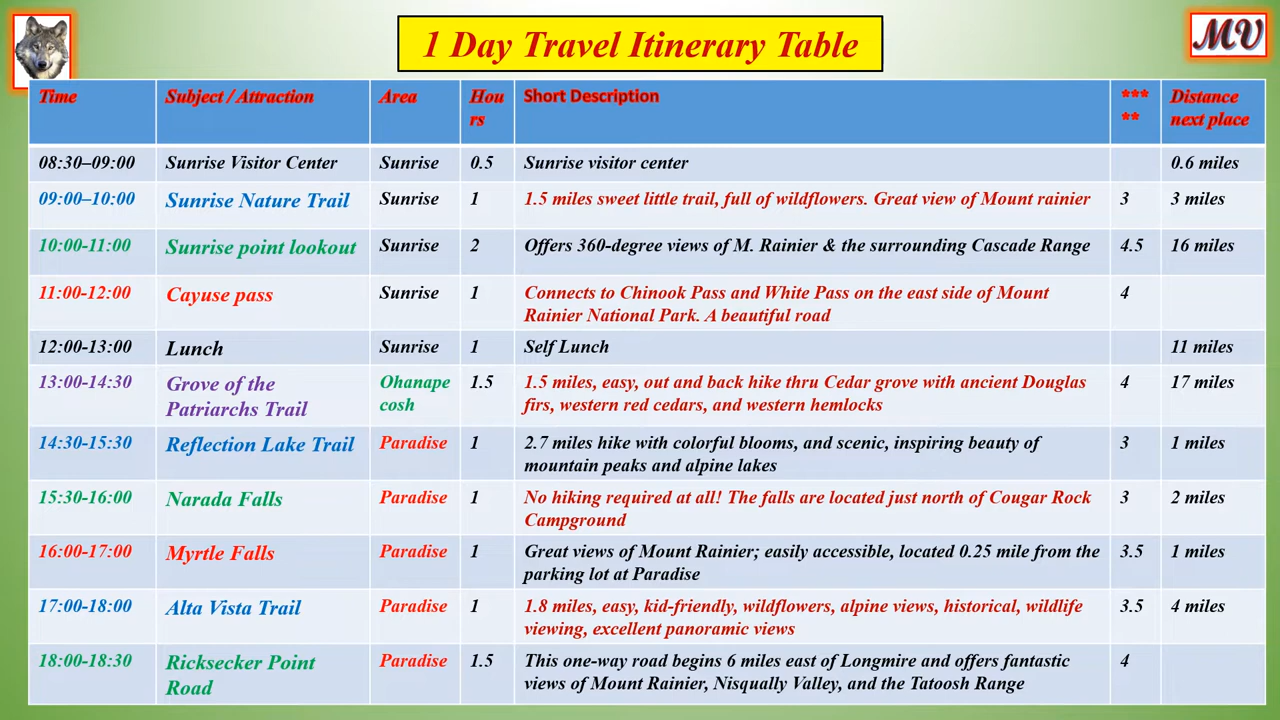 1 Day Travel Itinerary Table
MV
Time Subject / Attraction Area Hou Short Description *** Distance
rs ** next place
08:30–09:00 Sunrise Visitor Center Sunrise 0.5 Sunrise visitor center 0.6 miles
09:00–10:00 Sunrise Nature Trail Sunrise 1 1.5 miles sweet little trail, full of wildflowers. Great view of Mount rainier 3 3 miles
10:00-11:00 Sunrise point lookout Sunrise 2 Offers 360-degree views of M. Rainier & the surrounding Cascade Range 4.5 16 miles
11:00-12:00 Cayuse pass Sunrise 1 Connects to Chinook Pass and White Pass on the east side of Mount 4
Rainier National Park. A beautiful road
12:00-13:00 Lunch Sunrise 1 Self Lunch 11 miles
13:00-14:30 Grove of the Ohanape 1.5 1.5 miles, easy, out and back hike thru Cedar grove with ancient Douglas 4 17 miles
Patriarchs Trail cosh firs, western red cedars, and western hemlocks
14:30-15:30 Reflection Lake Trail Paradise 1 2.7 miles hike with colorful blooms, and scenic, inspiring beauty of 3 1 miles
mountain peaks and alpine lakes
15:30-16:00 Narada Falls Paradise 1 No hiking required at all! The falls are located just north of Cougar Rock 3 2 miles
Campground
16:00-17:00 Myrtle Falls Paradise 1 Great views of Mount Rainier; easily accessible, located 0.25 mile from the 3.5 1 miles
parking lot at Paradise
17:00-18:00 Alta Vista Trail Paradise 1 1.8 miles, easy, kid-friendly, wildflowers, alpine views, historical, wildlife 3.5 4 miles
viewing, excellent panoramic views
18:00-18:30 Ricksecker Point Paradise 1.5 This one-way road begins 6 miles east of Longmire and offers fantastic 4
Road views of Mount Rainier, Nisqually Valley, and the Tatoosh Range